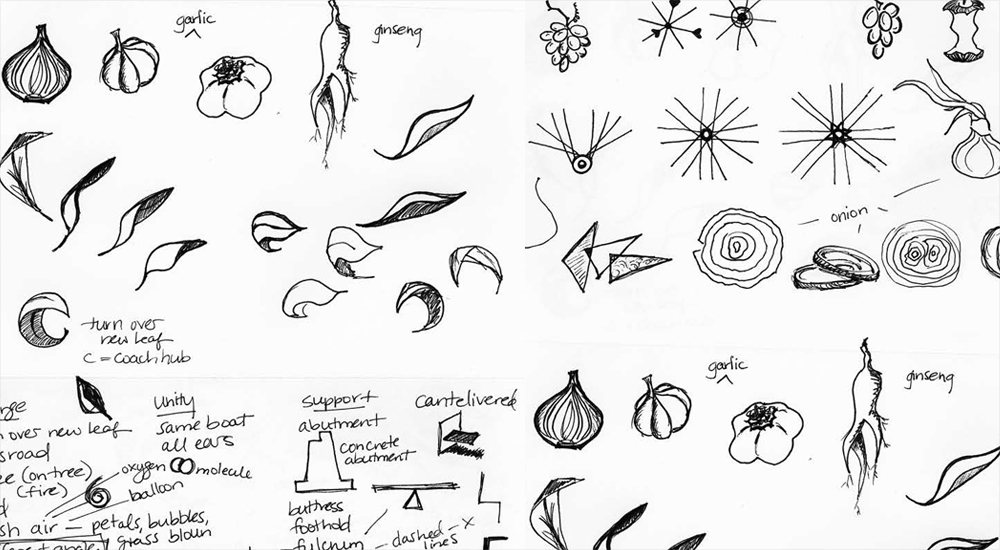 garlic
ginseng
turn over
new leaf
C = coach hub
onion
garlic
ginseng
over new leaf
Unity
same boat
all ears
(on-tree)
(fire)
oxygen
molecule
balloon
air — petals, bubbles,
grass blown
support
abutment
concrete
abutment
buttress
foothold
fulcrum
dashed – x
lines
Cantelivered